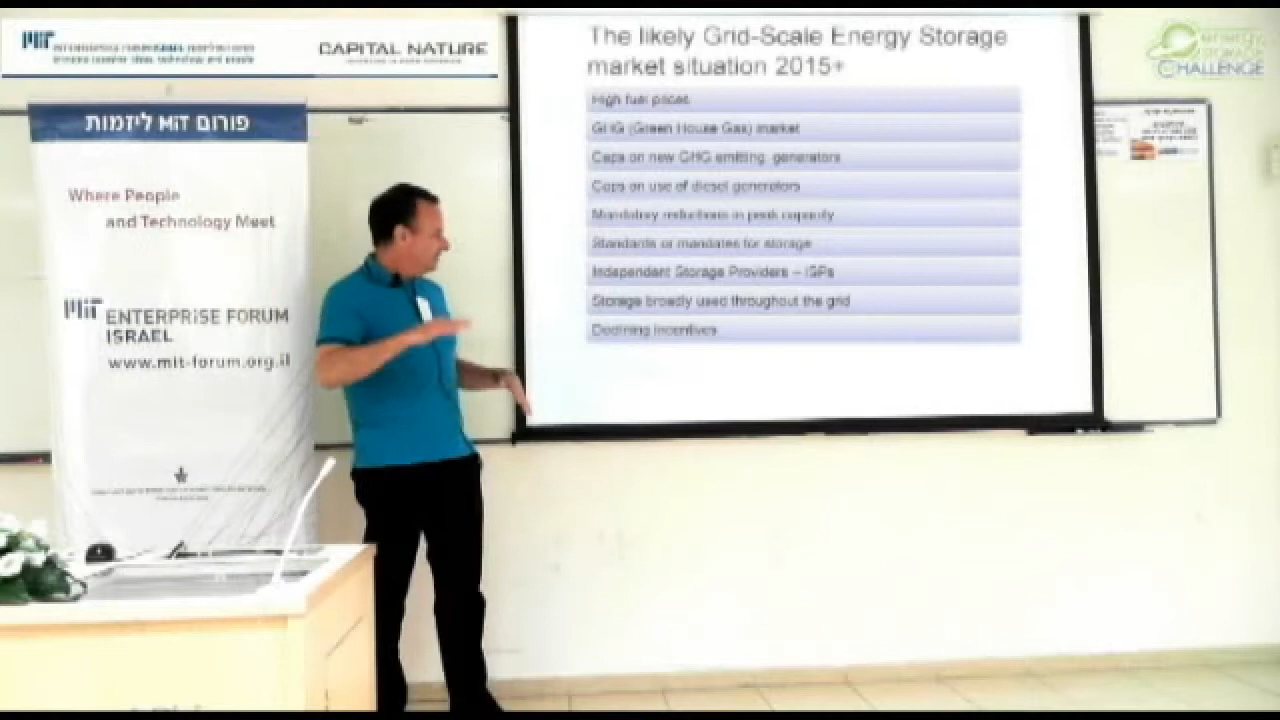 MIT
CAPITAL NATURE
energy
STORAGE
CHALLENGE
פורום MiT ליזמות
Where People
and Technology Meet
MIT ENTERPRISE FORUM
ISRAEL
www.mit-forum.org.il
The likely Grid-Scale Energy Storage
market situation 2015+
High fuel prices
GHG (Green House Gas) market
Caps on new GHG emitting generators
Caps on use of diesel generators
Mandatory reductions in peak capacity
Standards or mandates for storage
Independent Storage Providers – ISPs
Storage broadly used throughout the grid
Declining incentives